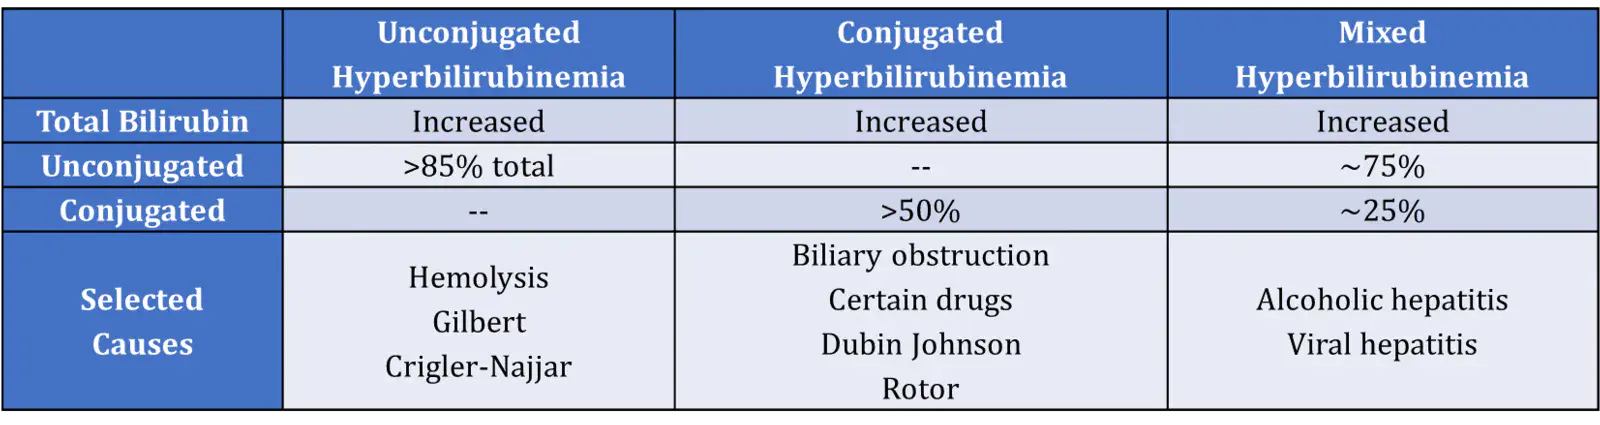 Unconjugated Hyperbilirubinemia
Conjugated Hyperbilirubinemia
Mixed Hyperbilirubinemia
Total Bilirubin Increased Increased Increased
Unconjugated >85% total -- ~75%
Conjugated -- >50% ~25%
Selected Causes
Hemolysis
Gilbert
Crigler-Najjar
Biliary obstruction
Certain drugs
Dubin Johnson
Rotor
Alcoholic hepatitis
Viral hepatitis